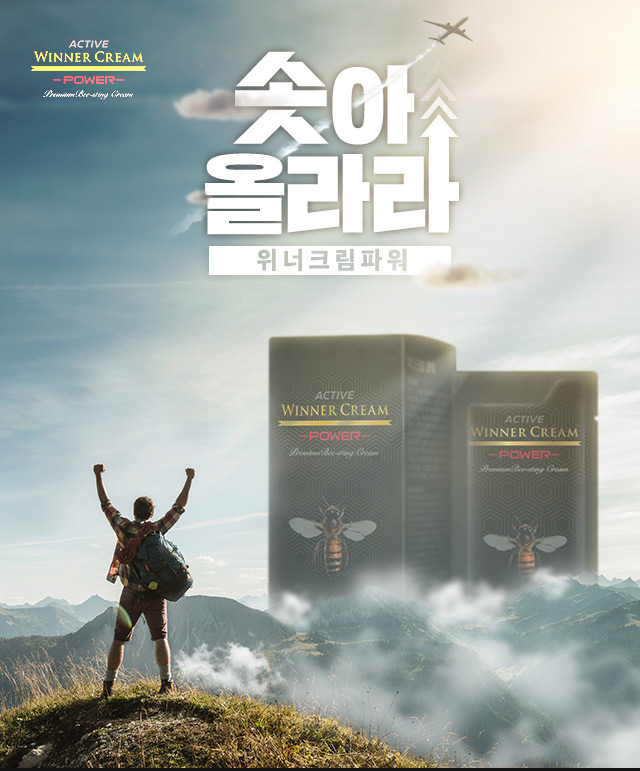 ACTIVE
WINNER CREAM
POWER
Premium Bee-sting Cream
솟아
올라라
위너크림파워
ACTIVE
WINNER CREAM
POWER
Premium Bee-sting Cream
ACTIVE
WINNER CREAM
POWER
Premium Bee-sting Cream